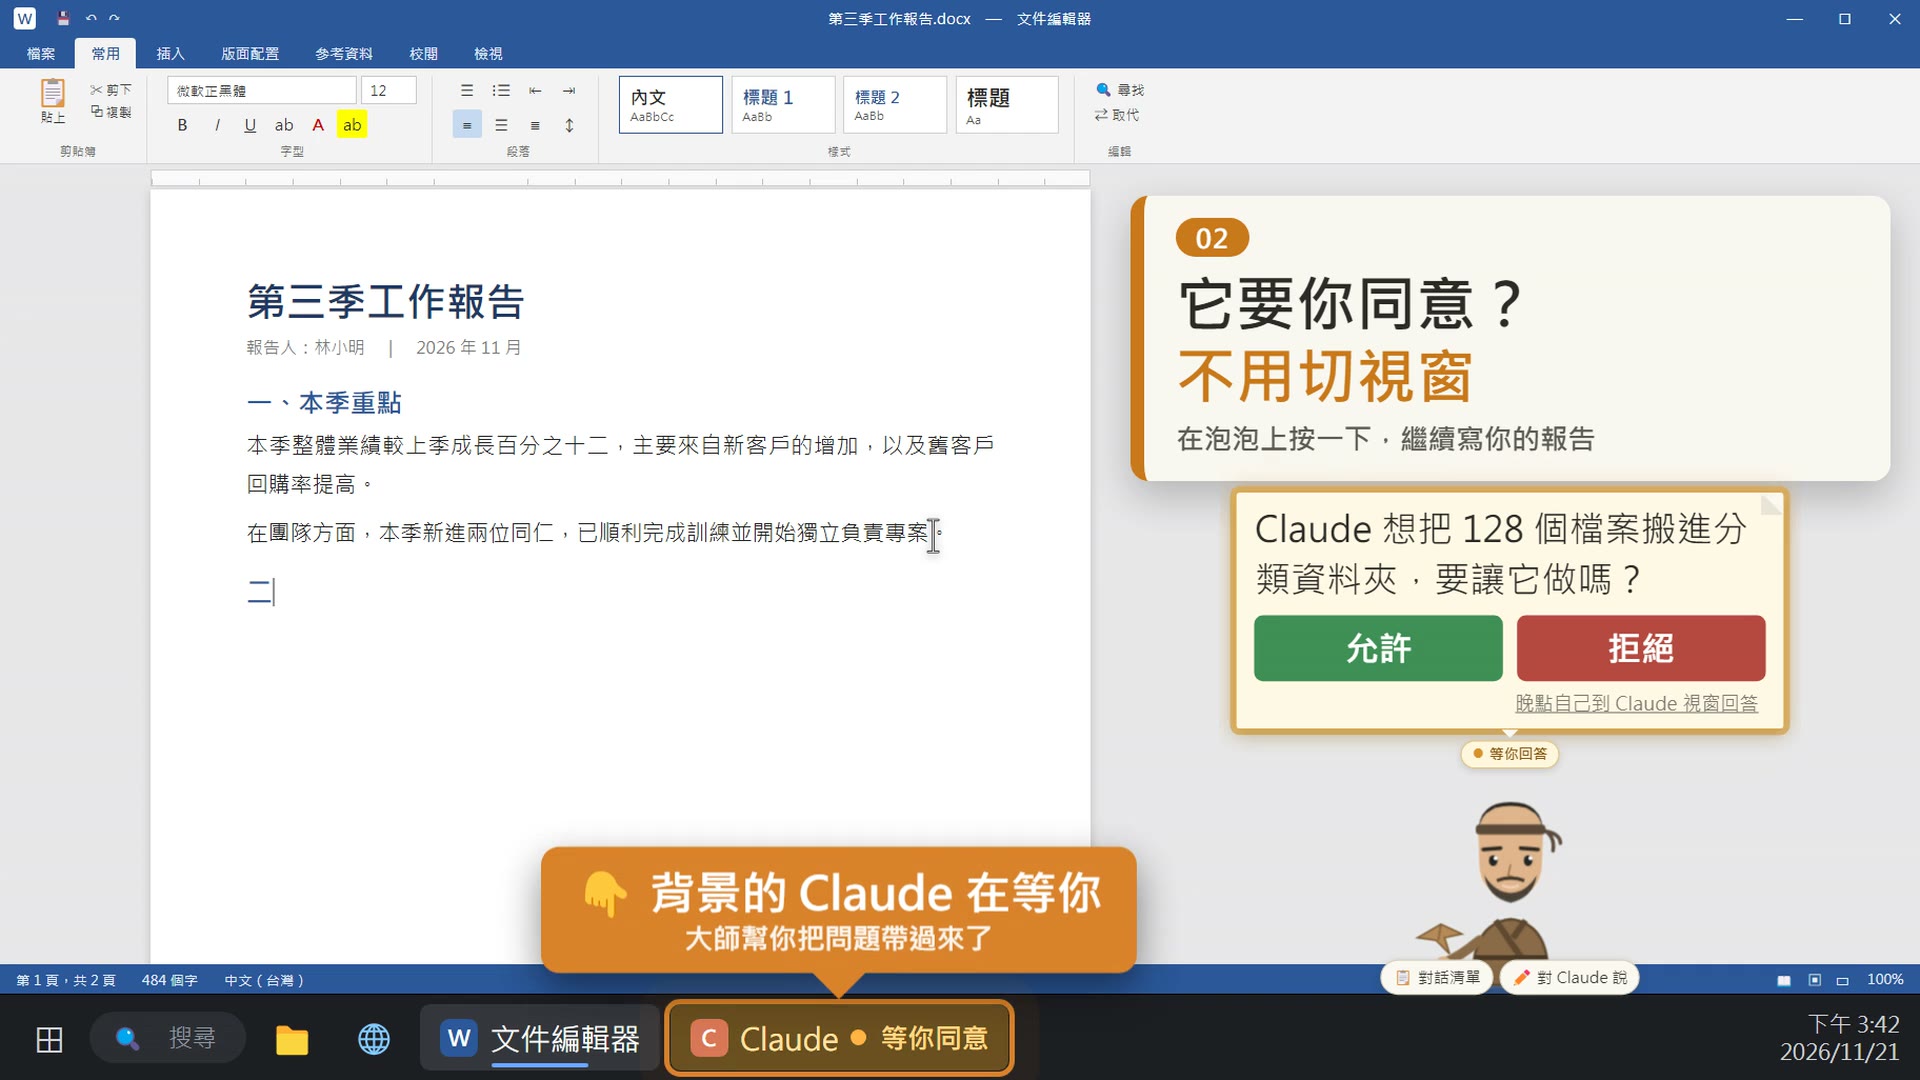 W
第三季工作報告.docx — 文件編輯器
檔案 常用 插入 版面配置 參考資料 校閱 檢視
貼上
剪下
複製
剪貼簿
微軟正黑體 12
B I U ab A ab
字型
段落
內文
AaBbCc
標題 1
AaBb
標題 2
AaBb
標題
Aa
樣式
尋找
取代
編輯
第三季工作報告
報告人：林小明 | 2026 年 11 月
一、本季重點
本季整體業績較上季成長百分之十二，主要來自新客戶的增加，以及舊客戶
回購率提高。
在團隊方面，本季新進兩位同仁，已順利完成訓練並開始獨立負責專案。
二
02
它要你同意？
不用切視窗
在泡泡上按一下，繼續寫你的報告
Claude 想把 128 個檔案搬進分
類資料夾，要讓它做嗎？
允許
拒絕
晚點自己到 Claude 視窗回答
等你回答
背景的 Claude 在等你
大師幫你把問題帶過來了
對話清單
對 Claude 說
第 1 頁，共 2 頁 484 個字 中文（台灣） 100%
搜尋
W 文件編輯器
C Claude 等你同意
下午 3:42
2026/11/21